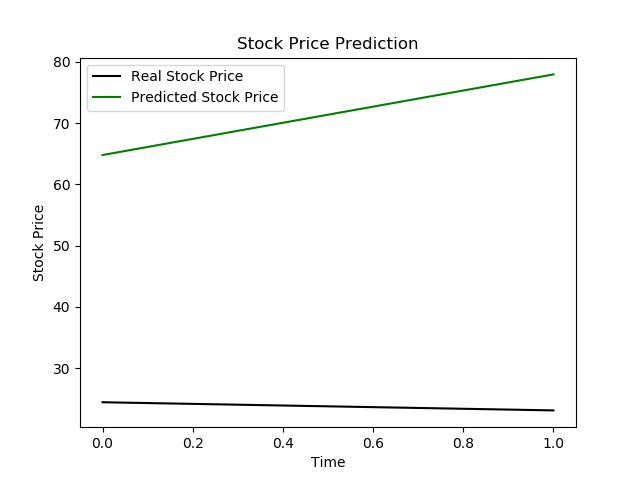 Stock Price Prediction
Real Stock Price
Predicted Stock Price
80
70
60
50
40
30
Stock Price
0.0 0.2 0.4 0.6 0.8 1.0
Time